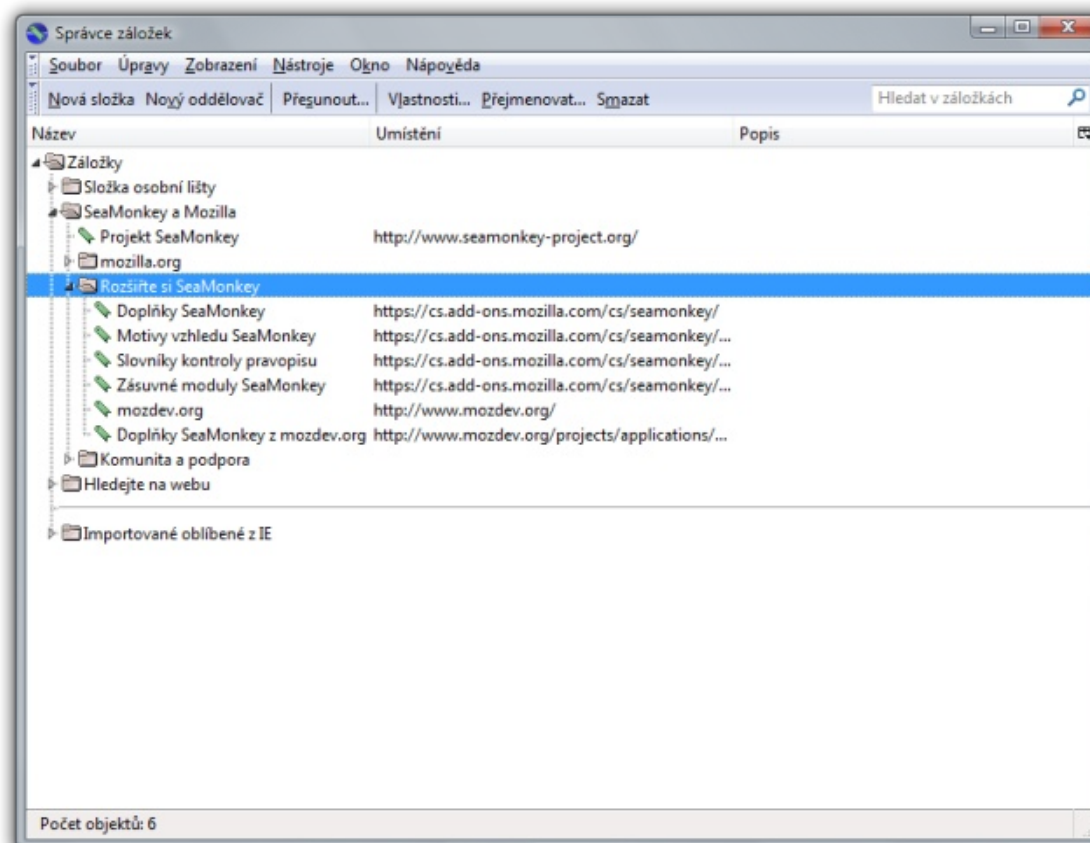 Správce záložek
Soubor Úpravy Zobrazení Nástroje Okno Nápověda
Nová složka Nový oddělovač Přesunout... Vlastnosti... Přejmenovat... Smazat Hledat v záložkách
Název Umístění Popis
Záložky
Složka osobní lišty
SeaMonkey a Mozilla
Projekt SeaMonkey http://www.seamonkey-project.org/
mozilla.org
Rozšiřte si SeaMonkey
Doplňky SeaMonkey https://cs.add-ons.mozilla.com/cs/seamonkey/
Motivy vzhledu SeaMonkey https://cs.add-ons.mozilla.com/cs/seamonkey/...
Slovníky kontroly pravopisu https://cs.add-ons.mozilla.com/cs/seamonkey/...
Zásuvné moduly SeaMonkey https://cs.add-ons.mozilla.com/cs/seamonkey/...
mozdev.org http://www.mozdev.org/
Doplňky SeaMonkey z mozdev.org http://www.mozdev.org/projects/applications/...
Komunita a podpora
Hledejte na webu
Importované oblíbené z IE
Počet objektů: 6